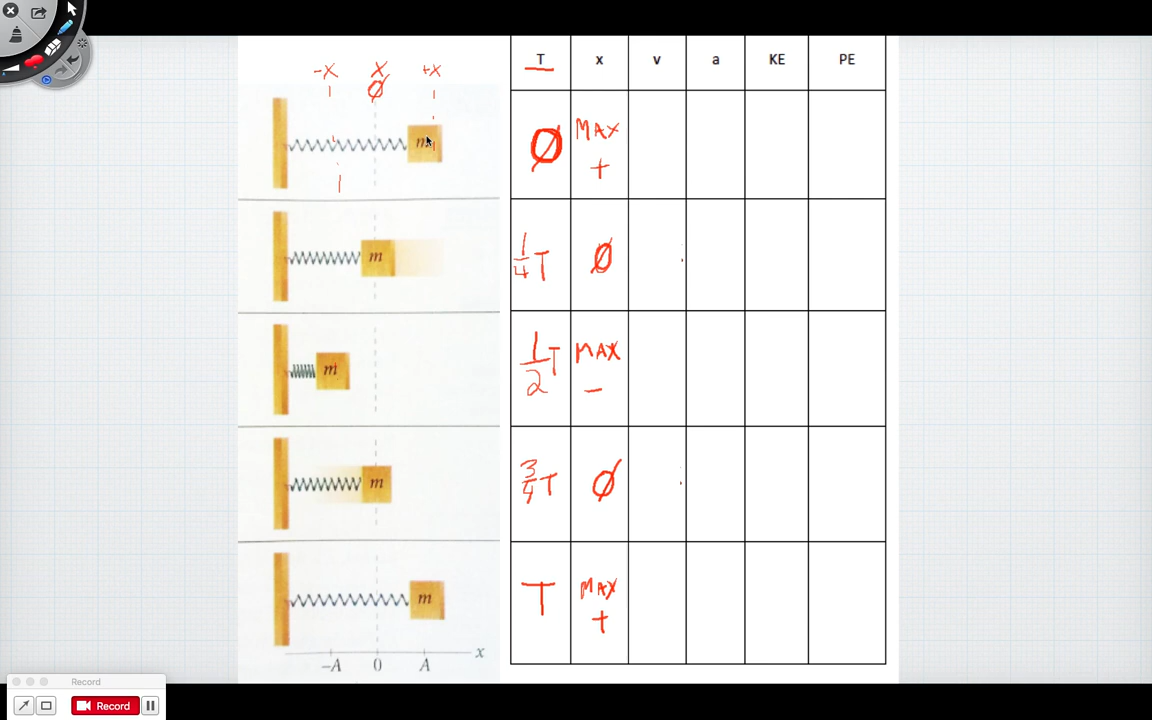 T x v a KE PE
-x x +x
Ø
m
Ø MAX +
m
1/4 T Ø
m
1/2 T MAX -
m
3/4 T Ø
m
T MAX +
-A 0 A x
Record
Record